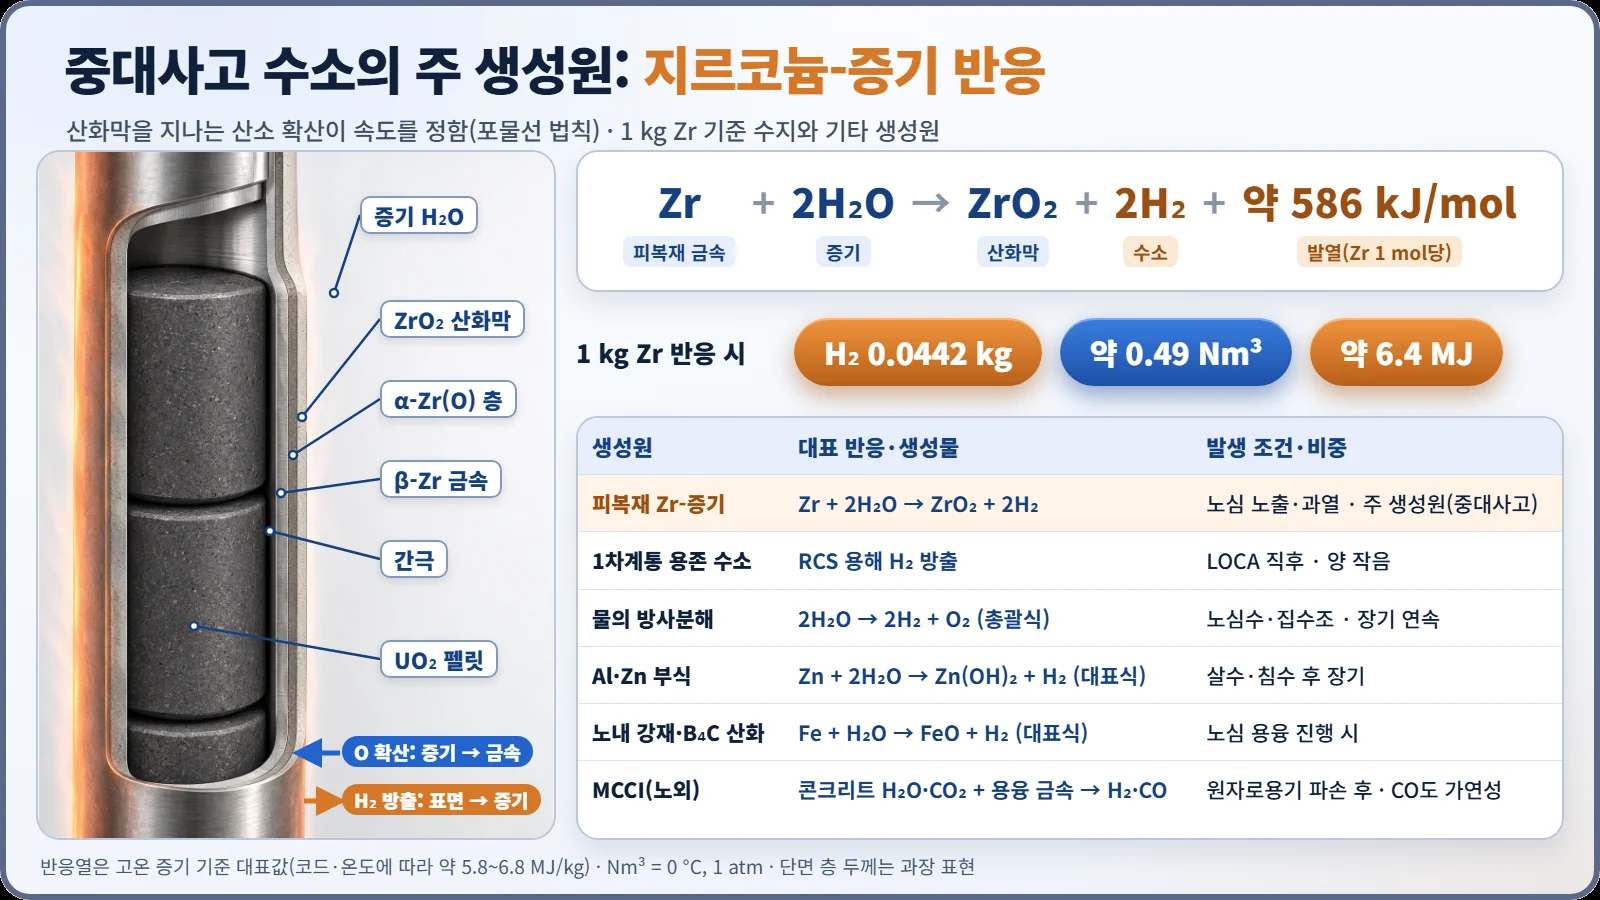 중대사고 수소의 주 생성원: 지르코늄-증기 반응
산화막을 지나는 산소 확산이 속도를 정함(포물선 법칙) · 1 kg Zr 기준 수지와 기타 생성원
증기 H₂O
ZrO₂ 산화막
α-Zr(O) 층
β-Zr 금속
간극
UO₂ 펠릿
O 확산: 증기 → 금속
H₂ 방출: 표면 → 증기
Zr + 2H₂O → ZrO₂ + 2H₂ + 약 586 kJ/mol
피복재 금속 증기 산화막 수소 발열(Zr 1 mol당)
1 kg Zr 반응 시 H₂ 0.0442 kg 약 0.49 Nm³ 약 6.4 MJ
생성원 대표 반응·생성물 발생 조건·비중
피복재 Zr-증기 Zr + 2H₂O → ZrO₂ + 2H₂ 노심 노출·과열 · 주 생성원(중대사고)
1차계통 용존 수소 RCS 용해 H₂ 방출 LOCA 직후 · 양 작음
물의 방사분해 2H₂O → 2H₂ + O₂ (총괄식) 노심수·집수조 · 장기 연속
Al·Zn 부식 Zn + 2H₂O → Zn(OH)₂ + H₂ (대표식) 살수·침수 후 장기
노내 강재·B₄C 산화 Fe + H₂O → FeO + H₂ (대표식) 노심 용융 진행 시
MCCI(노외) 콘크리트 H₂O·CO₂ + 용융 금속 → H₂·CO 원자로용기 파손 후 · CO도 가연성
반응열은 고온 증기 기준 대표값(코드·온도에 따라 약 5.8~6.8 MJ/kg) · Nm³ = 0 °C, 1 atm · 단면 층 두께는 과장 표현